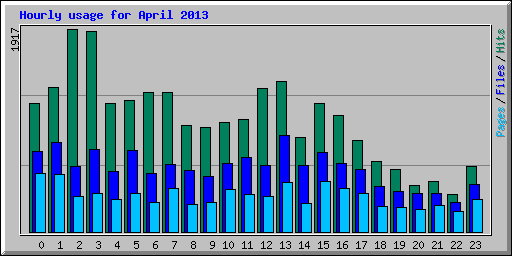 Hourly usage for April 2013
1917
Pages / Files / Hits
0 1 2 3 4 5 6 7 8 9 10 11 12 13 14 15 16 17 18 19 20 21 22 23